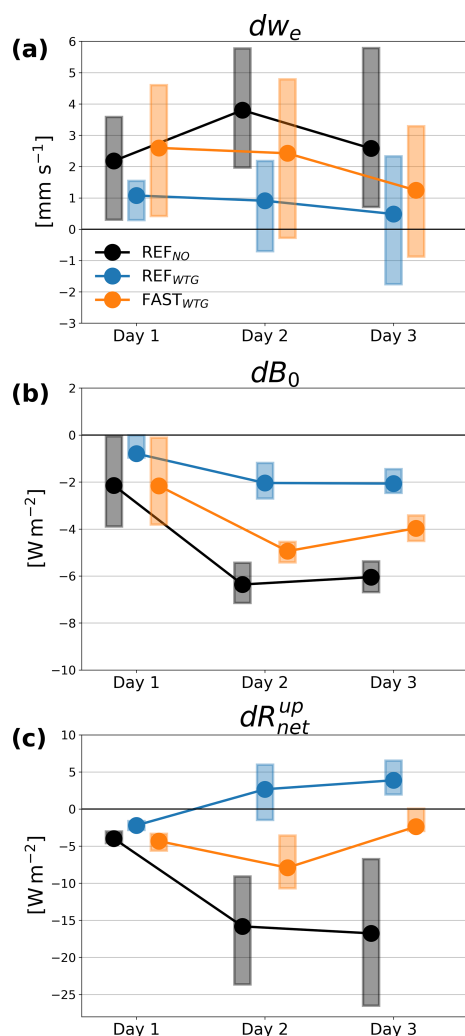 dw_e
(a)
[mm s⁻¹]
6
5
4
3
2
1
0
−1
−2
−3
REF_NO
REF_WTG
FAST_WTG
Day 1 Day 2 Day 3
dB_0
(b)
[W m⁻²]
2
0
−2
−4
−6
−8
−10
Day 1 Day 2 Day 3
dR_net^up
(c)
[W m⁻²]
10
5
0
−5
−10
−15
−20
−25
Day 1 Day 2 Day 3